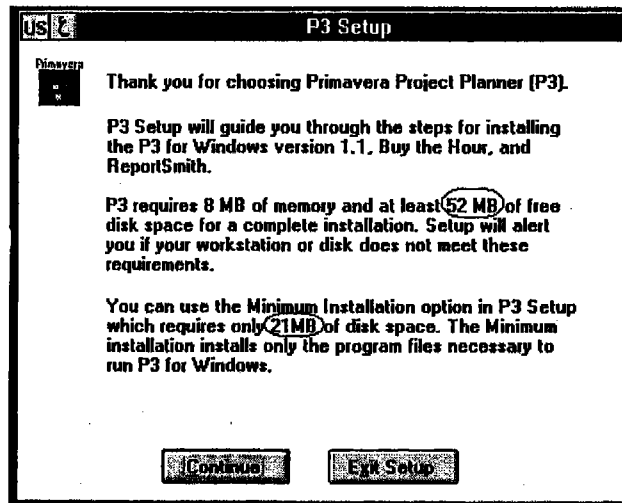 US
P3 Setup
Primavera
Thank you for choosing Primavera Project Planner (P3).
P3 Setup will guide you through the steps for installing
the P3 for Windows version 1.1, Buy the Hour, and
ReportSmith.
P3 requires 8 MB of memory and at least 52 MB of free
disk space for a complete installation. Setup will alert
you if your workstation or disk does not meet these
requirements.
You can use the Minimum Installation option in P3 Setup
which requires only 21MB of disk space. The Minimum
installation installs only the program files necessary to
run P3 for Windows.
Continue
Exit Setup